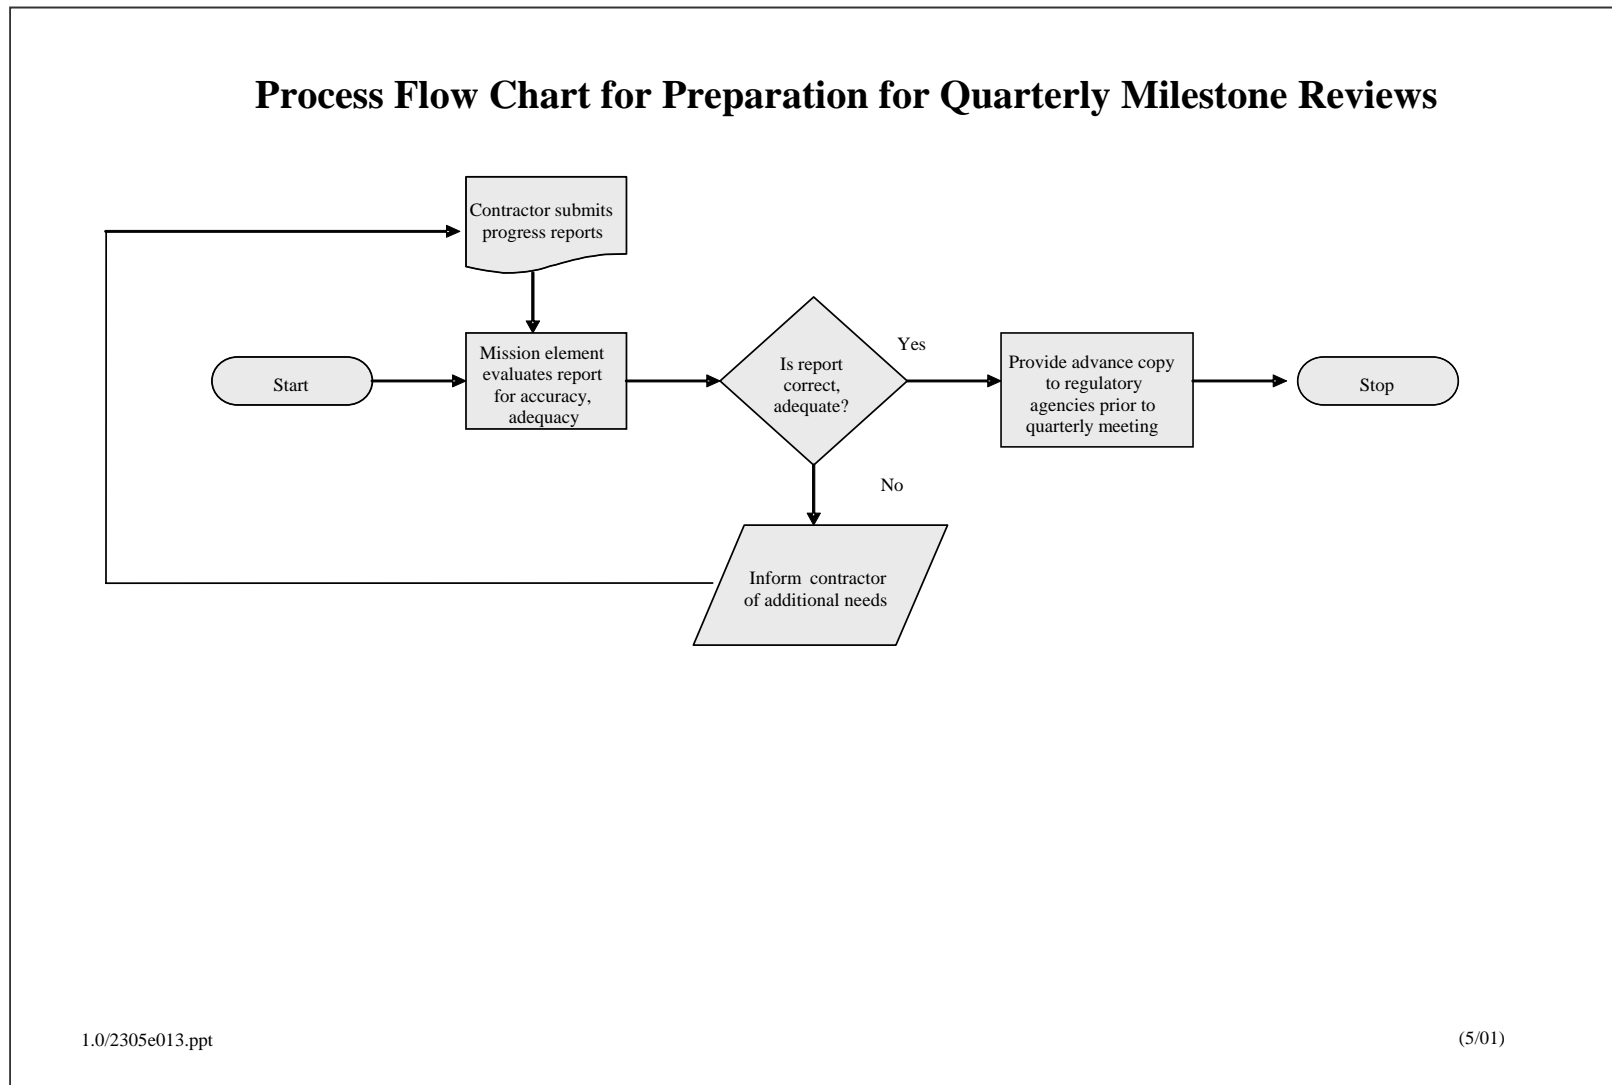 Process Flow Chart for Preparation for Quarterly Milestone Reviews
Contractor submits
progress reports
Start
Mission element
evaluates report
for accuracy,
adequacy
Is report
correct,
adequate?
Yes
Provide advance copy
to regulatory
agencies prior to
quarterly meeting
Stop
No
Inform contractor
of additional needs
1.0/2305e013.ppt
(5/01)